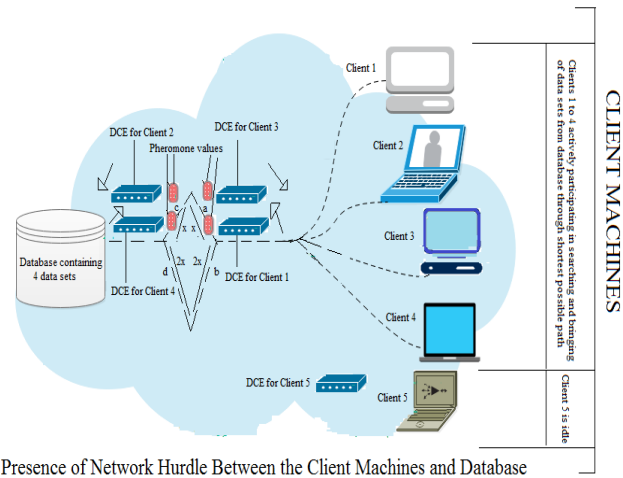 Client 1
DCE for Client 2
DCE for Client 3
Pheromone values
Client 2
c
a
x
x
Client 3
Database containing
4 data sets
2x
2x
d
b
DCE for Client 4
DCE for Client 1
Client 4
DCE for Client 5
Client 5
Clients 1 to 4 actively participating in searching and bringing
of data sets from database through shortest possible path
Client 5 is idle
CLIENT MACHINES
Presence of Network Hurdle Between the Client Machines and Database